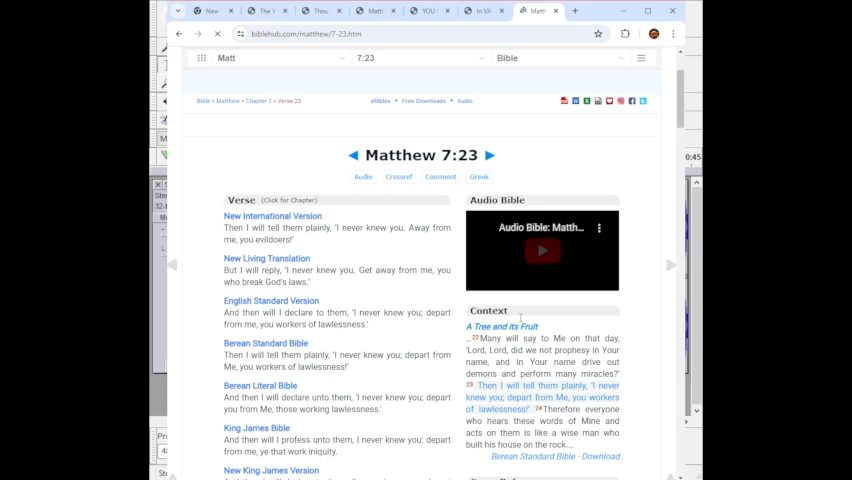 New
The V
Thou
Matth
YOU
In VA
Matth
biblehub.com/matthew/7-23.htm
Matt
7:23
Bible
Bible > Matthew > Chapter 7 > Verse 23
eBibles • Free Downloads • Audio
◄ Matthew 7:23 ►
Audio
Crossref
Comment
Greek
Verse (Click for Chapter)
New International Version
Then I will tell them plainly, 'I never knew you. Away from
me, you evildoers!'
New Living Translation
But I will reply, 'I never knew you. Get away from me, you
who break God's laws.'
English Standard Version
And then will I declare to them, 'I never knew you; depart
from me, you workers of lawlessness.'
Berean Standard Bible
Then I will tell them plainly, 'I never knew you; depart from
Me, you workers of lawlessness!'
Berean Literal Bible
And then I will declare unto them, 'I never knew you; depart
you from Me, those working lawlessness.'
King James Bible
And then will I profess unto them, I never knew you: depart
from me, ye that work iniquity.
New King James Version
Audio Bible
Audio Bible: Matth...
Context
A Tree and its Fruit
…22Many will say to Me on that day,
'Lord, Lord, did we not prophesy in Your
name, and in Your name drive out
demons and perform many miracles?'
23 Then I will tell them plainly, 'I never
knew you; depart from Me, you workers
of lawlessness!' 24Therefore everyone
who hears these words of Mine and
acts on them is like a wise man who
built his house on the rock.…
Berean Standard Bible · Download
0:45